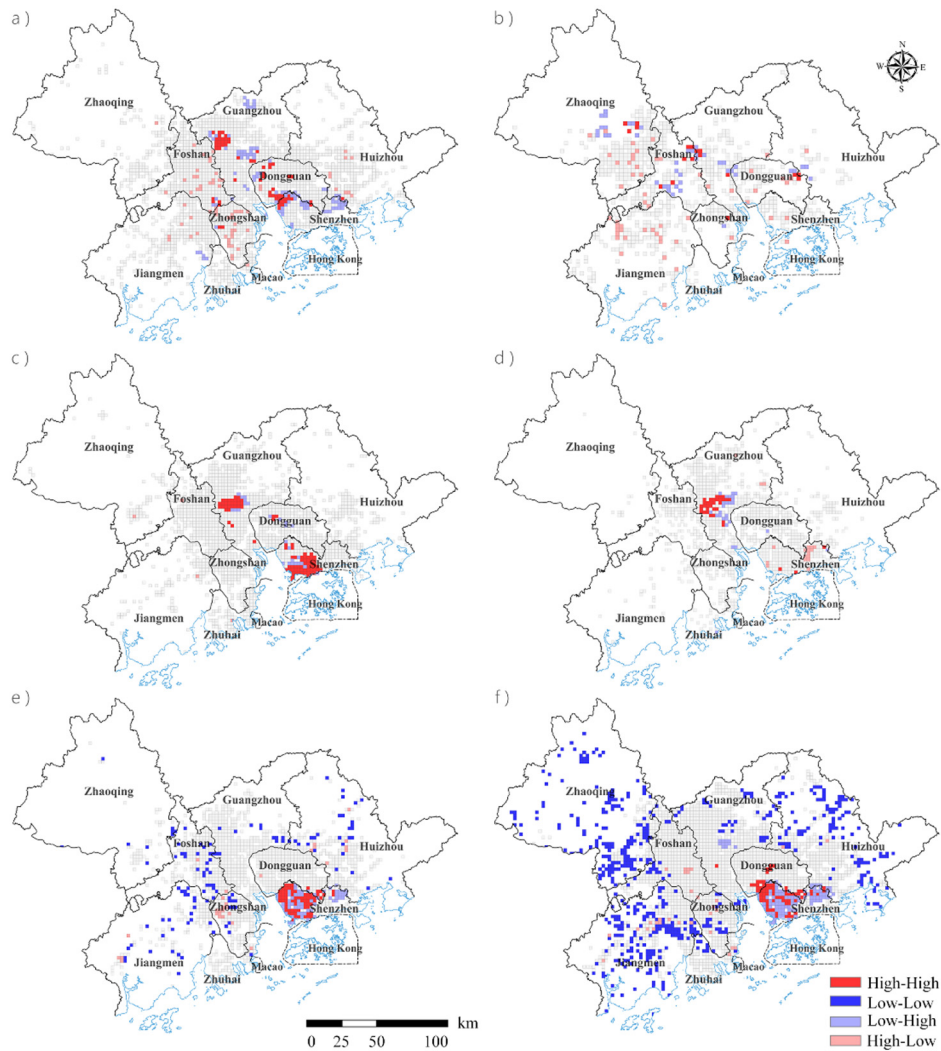 a)
b)
N
W E
S
Zhaoqing
Guangzhou
Foshan
Huizhou
Dongguan
Zhongshan
Shenzhen
Jiangmen
Hong Kong
Macao
Zhuhai
Zhaoqing
Guangzhou
Foshan
Huizhou
Dongguan
Zhongshan
Shenzhen
Jiangmen
Hong Kong
Macao
Zhuhai
c)
d)
Zhaoqing
Guangzhou
Foshan
Huizhou
Dongguan
Zhongshan
Shenzhen
Jiangmen
Hong Kong
Macao
Zhuhai
Zhaoqing
Guangzhou
Foshan
Huizhou
Dongguan
Zhongshan
Shenzhen
Jiangmen
Hong Kong
Macao
Zhuhai
e)
f)
Zhaoqing
Guangzhou
Foshan
Huizhou
Dongguan
Zhongshan
Shenzhen
Jiangmen
Hong Kong
Macao
Zhuhai
Zhaoqing
Guangzhou
Foshan
Huizhou
Dongguan
Zhongshan
Shenzhen
Jiangmen
Hong Kong
Macao
Zhuhai
km
0 25 50 100
High-High
Low-Low
Low-High
High-Low